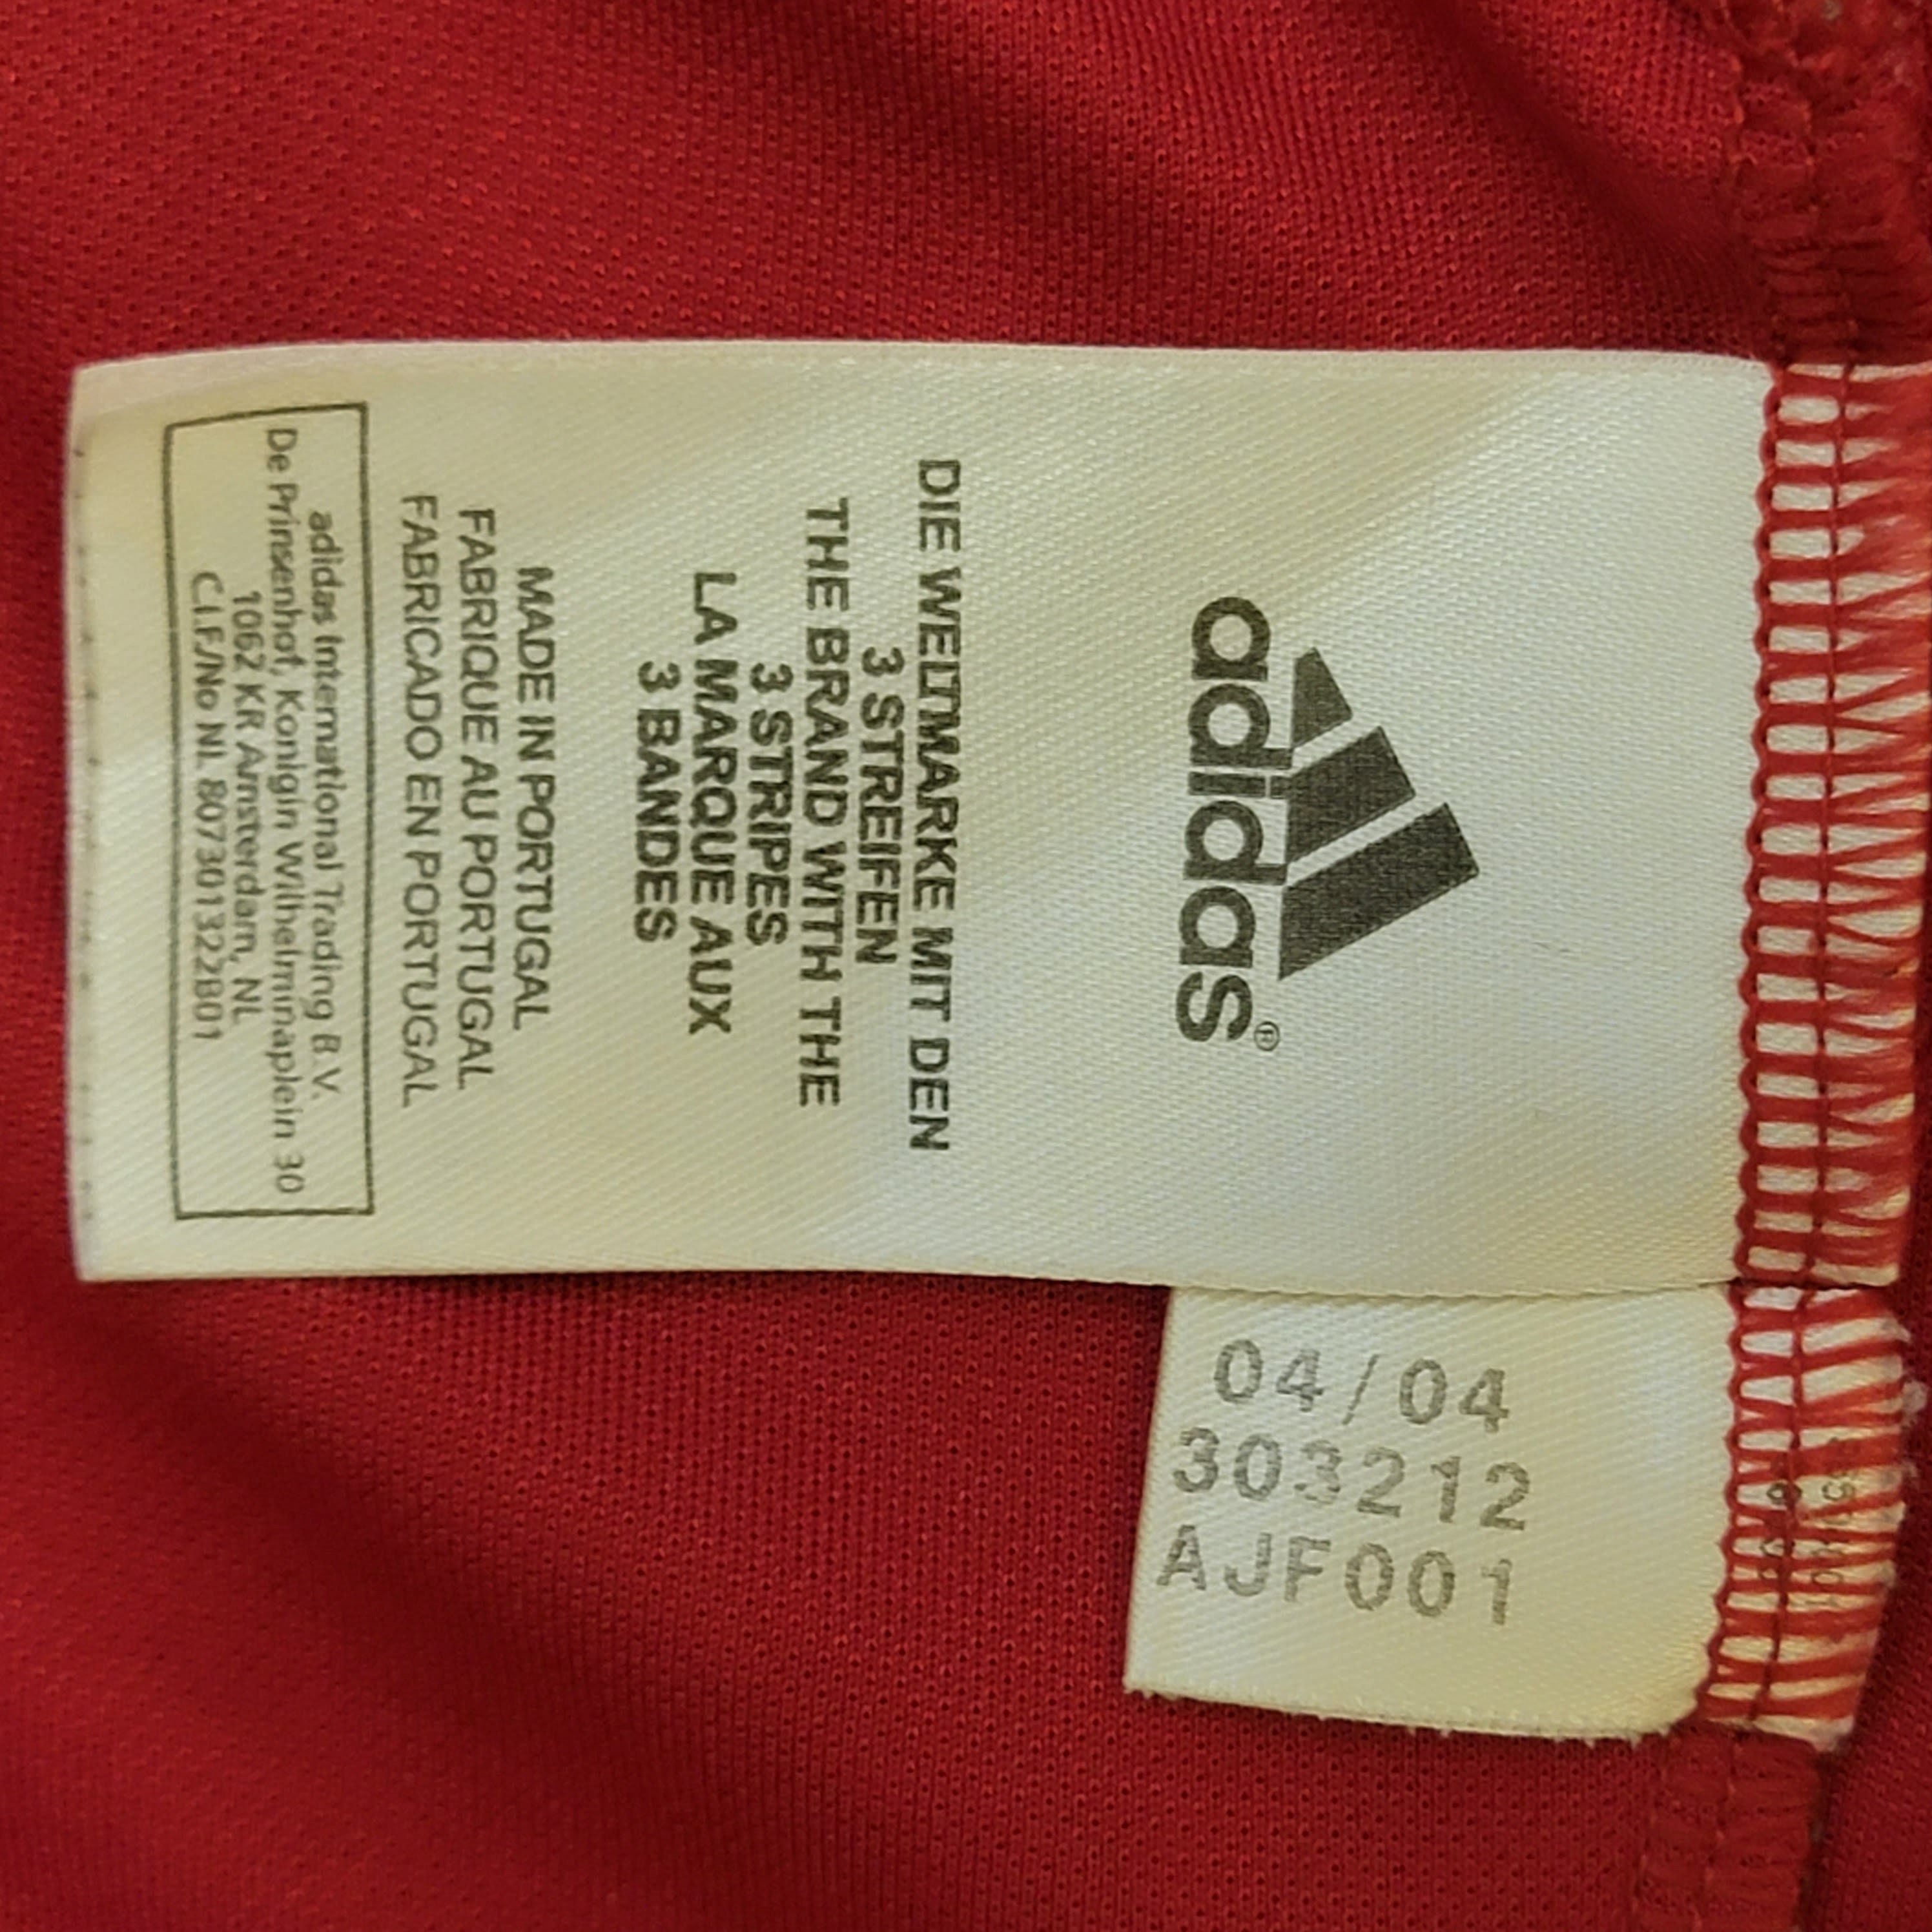 adidas®
DIE WELTMARKE MIT DEN
3 STREIFEN
THE BRAND WITH THE
3 STRIPES
LA MARQUE AUX
3 BANDES
MADE IN PORTUGAL
FABRIQUE AU PORTUGAL
FABRICADO EN PORTUGAL
adidas International Trading B.V.
De Prinsenhof, Konigin Wilhelminaplein 30
1062 KR Amsterdam, NL
C.I.F./No NL 807301322B01
04/04
303212
AJF001